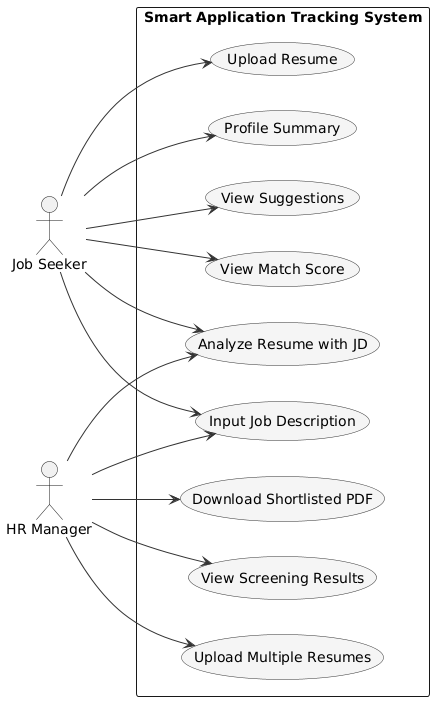 Smart Application Tracking System
Upload Resume
Profile Summary
View Suggestions
Job Seeker
View Match Score
Analyze Resume with JD
Input Job Description
Download Shortlisted PDF
HR Manager
View Screening Results
Upload Multiple Resumes